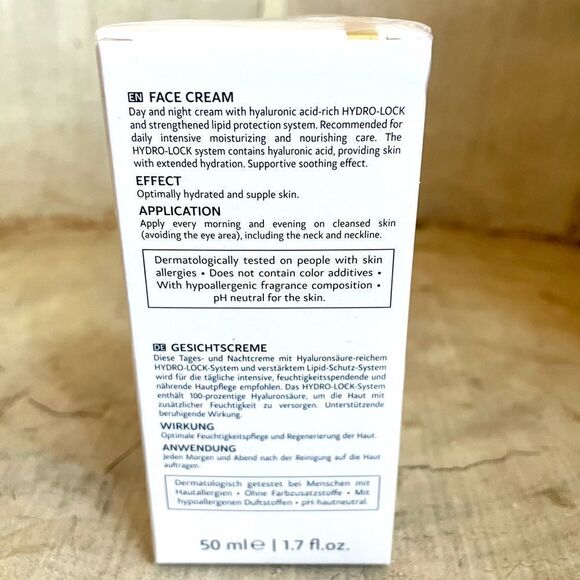 EN FACE CREAM
Day and night cream with hyaluronic acid-rich HYDRO-LOCK
and strengthened lipid protection system. Recommended for
daily intensive moisturizing and nourishing care. The
HYDRO-LOCK system contains hyaluronic acid, providing skin
with extended hydration. Supportive soothing effect.
EFFECT
Optimally hydrated and supple skin.
APPLICATION
Apply every morning and evening on cleansed skin
(avoiding the eye area), including the neck and neckline.
Dermatologically tested on people with skin
allergies • Does not contain color additives •
With hypoallergenic fragrance composition •
pH neutral for the skin.
DE GESICHTSCREME
Diese Tages- und Nachtcreme mit Hyaluronsäure-reichem
HYDRO-LOCK-System und verstärktem Lipid-Schutz-System
wird für die tägliche intensive, feuchtigkeitsspendende und
nährende Hautpflege empfohlen. Das HYDRO-LOCK-System
enthält 100-prozentige Hyaluronsäure, um die Haut mit
zusätzlicher Feuchtigkeit zu versorgen. Unterstützende
beruhigende Wirkung.
WIRKUNG
Optimale Feuchtigkeitspflege und Regenerierung der Haut.
ANWENDUNG
Jeden Morgen und Abend nach der Reinigung auf die Haut
auftragen.
Dermatologisch getestet bei Menschen mit
Hautallergien • Ohne Farbzusatzstoffe • Mit
hypoallergenen Duftstoffen • pH-hautneutral.
50 ml ℮ | 1.7 fl.oz.